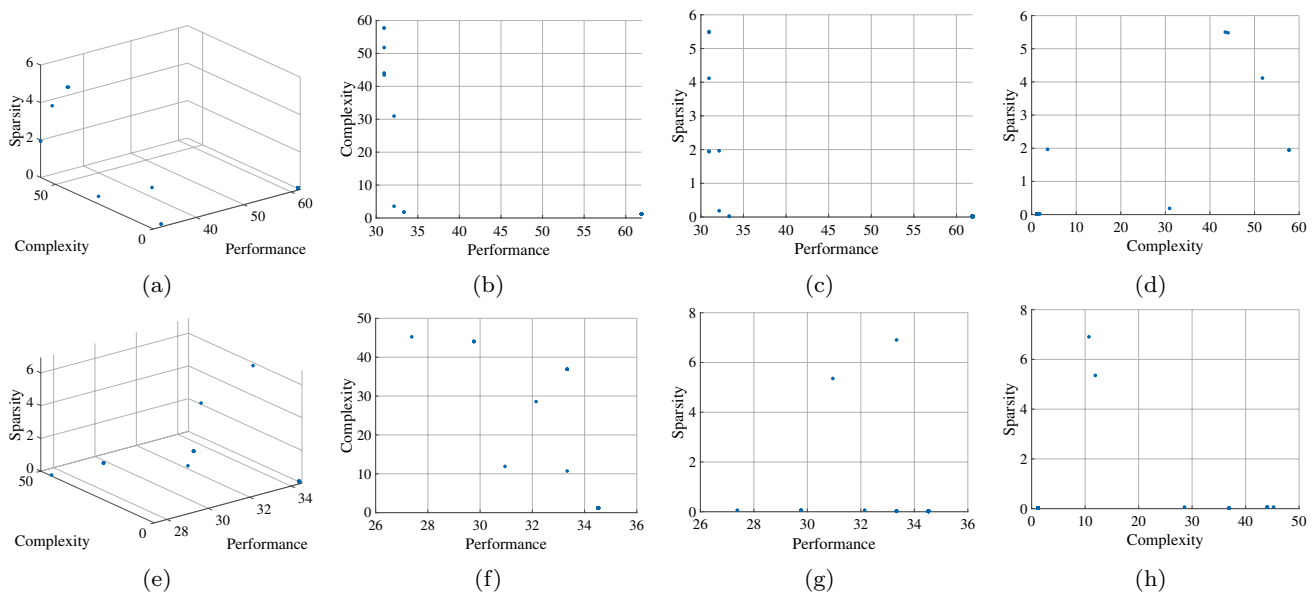 6
4
2
0
Sparsity
50
0
Complexity
40
50
60
Performance
(a)
60
50
40
30
20
10
0
Complexity
30 35 40 45 50 55 60
Performance
(b)
6
5
4
3
2
1
0
Sparsity
30 35 40 45 50 55 60
Performance
(c)
6
5
4
3
2
1
0
Sparsity
0 10 20 30 40 50 60
Complexity
(d)
6
4
2
0
Sparsity
50
0
Complexity
28
30
32
34
Performance
(e)
50
40
30
20
10
0
Complexity
26 28 30 32 34 36
Performance
(f)
8
6
4
2
0
Sparsity
26 28 30 32 34 36
Performance
(g)
8
6
4
2
0
Sparsity
0 10 20 30 40 50
Complexity
(h)